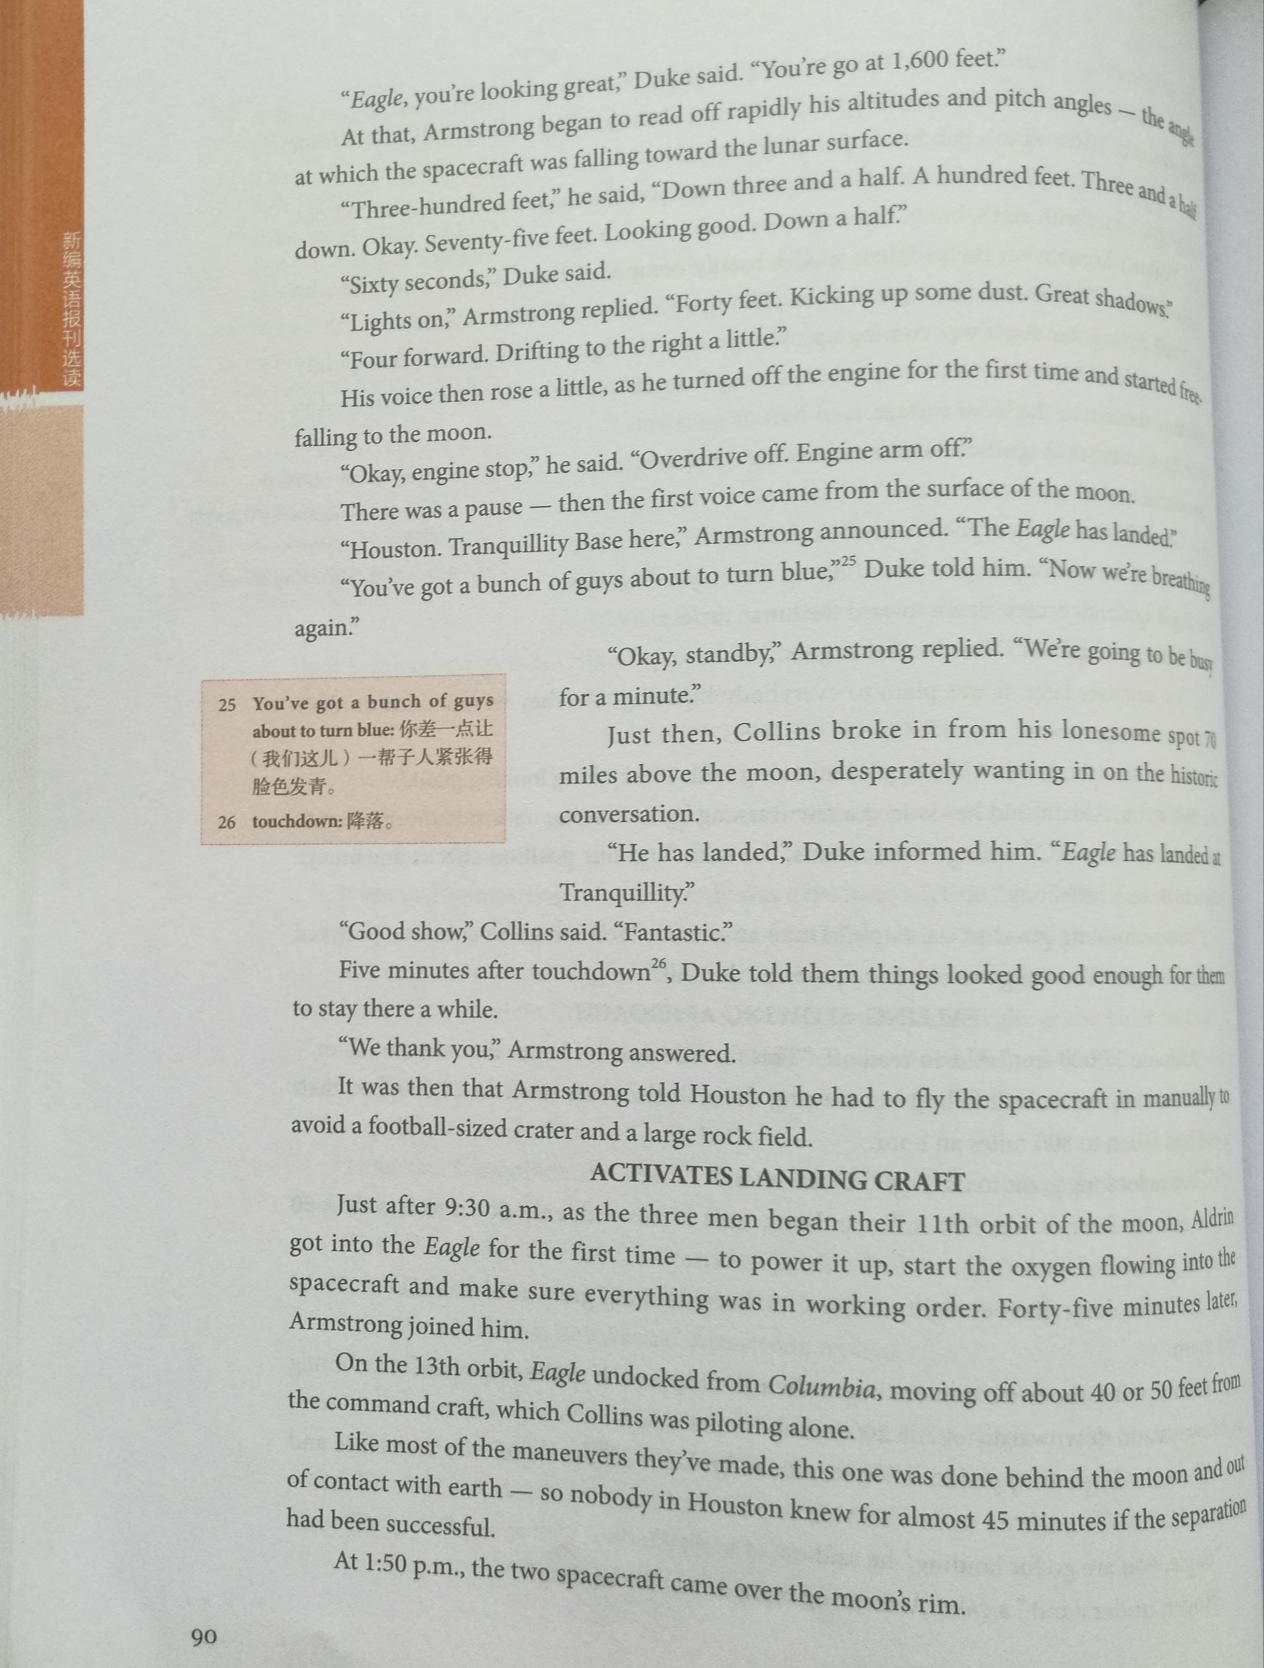 “Eagle, you’re looking great,” Duke said. “You’re go at 1,600 feet.”
At that, Armstrong began to read off rapidly his altitudes and pitch angles — the angle
at which the spacecraft was falling toward the lunar surface.
“Three-hundred feet,” he said, “Down three and a half. A hundred feet. Three and a half
down. Okay. Seventy-five feet. Looking good. Down a half.”
“Sixty seconds,” Duke said.
“Lights on,” Armstrong replied. “Forty feet. Kicking up some dust. Great shadows.”
“Four forward. Drifting to the right a little.”
His voice then rose a little, as he turned off the engine for the first time and started free-
falling to the moon.
“Okay, engine stop,” he said. “Overdrive off. Engine arm off.”
There was a pause — then the first voice came from the surface of the moon.
“Houston. Tranquillity Base here,” Armstrong announced. “The Eagle has landed.”
“You’ve got a bunch of guys about to turn blue,”25 Duke told him. “Now we’re breathing
again.”
“Okay, standby,” Armstrong replied. “We’re going to be busy
for a minute.”
Just then, Collins broke in from his lonesome spot 70
miles above the moon, desperately wanting in on the historic
conversation.
“He has landed,” Duke informed him. “Eagle has landed at
Tranquillity.”
“Good show,” Collins said. “Fantastic.”
Five minutes after touchdown26, Duke told them things looked good enough for them
to stay there a while.
“We thank you,” Armstrong answered.
It was then that Armstrong told Houston he had to fly the spacecraft in manually to
avoid a football-sized crater and a large rock field.
ACTIVATES LANDING CRAFT
Just after 9:30 a.m., as the three men began their 11th orbit of the moon, Aldrin
got into the Eagle for the first time — to power it up, start the oxygen flowing into the
spacecraft and make sure everything was in working order. Forty-five minutes later,
Armstrong joined him.
On the 13th orbit, Eagle undocked from Columbia, moving off about 40 or 50 feet from
the command craft, which Collins was piloting alone.
Like most of the maneuvers they’ve made, this one was done behind the moon and out
of contact with earth — so nobody in Houston knew for almost 45 minutes if the separation
had been successful.
At 1:50 p.m., the two spacecraft came over the moon’s rim.
25 You’ve got a bunch of guys
about to turn blue: 你差一点让
（我们这儿）一帮子人紧张得
脸色发青。
26 touchdown: 降落。
新编英语报刊选读
90